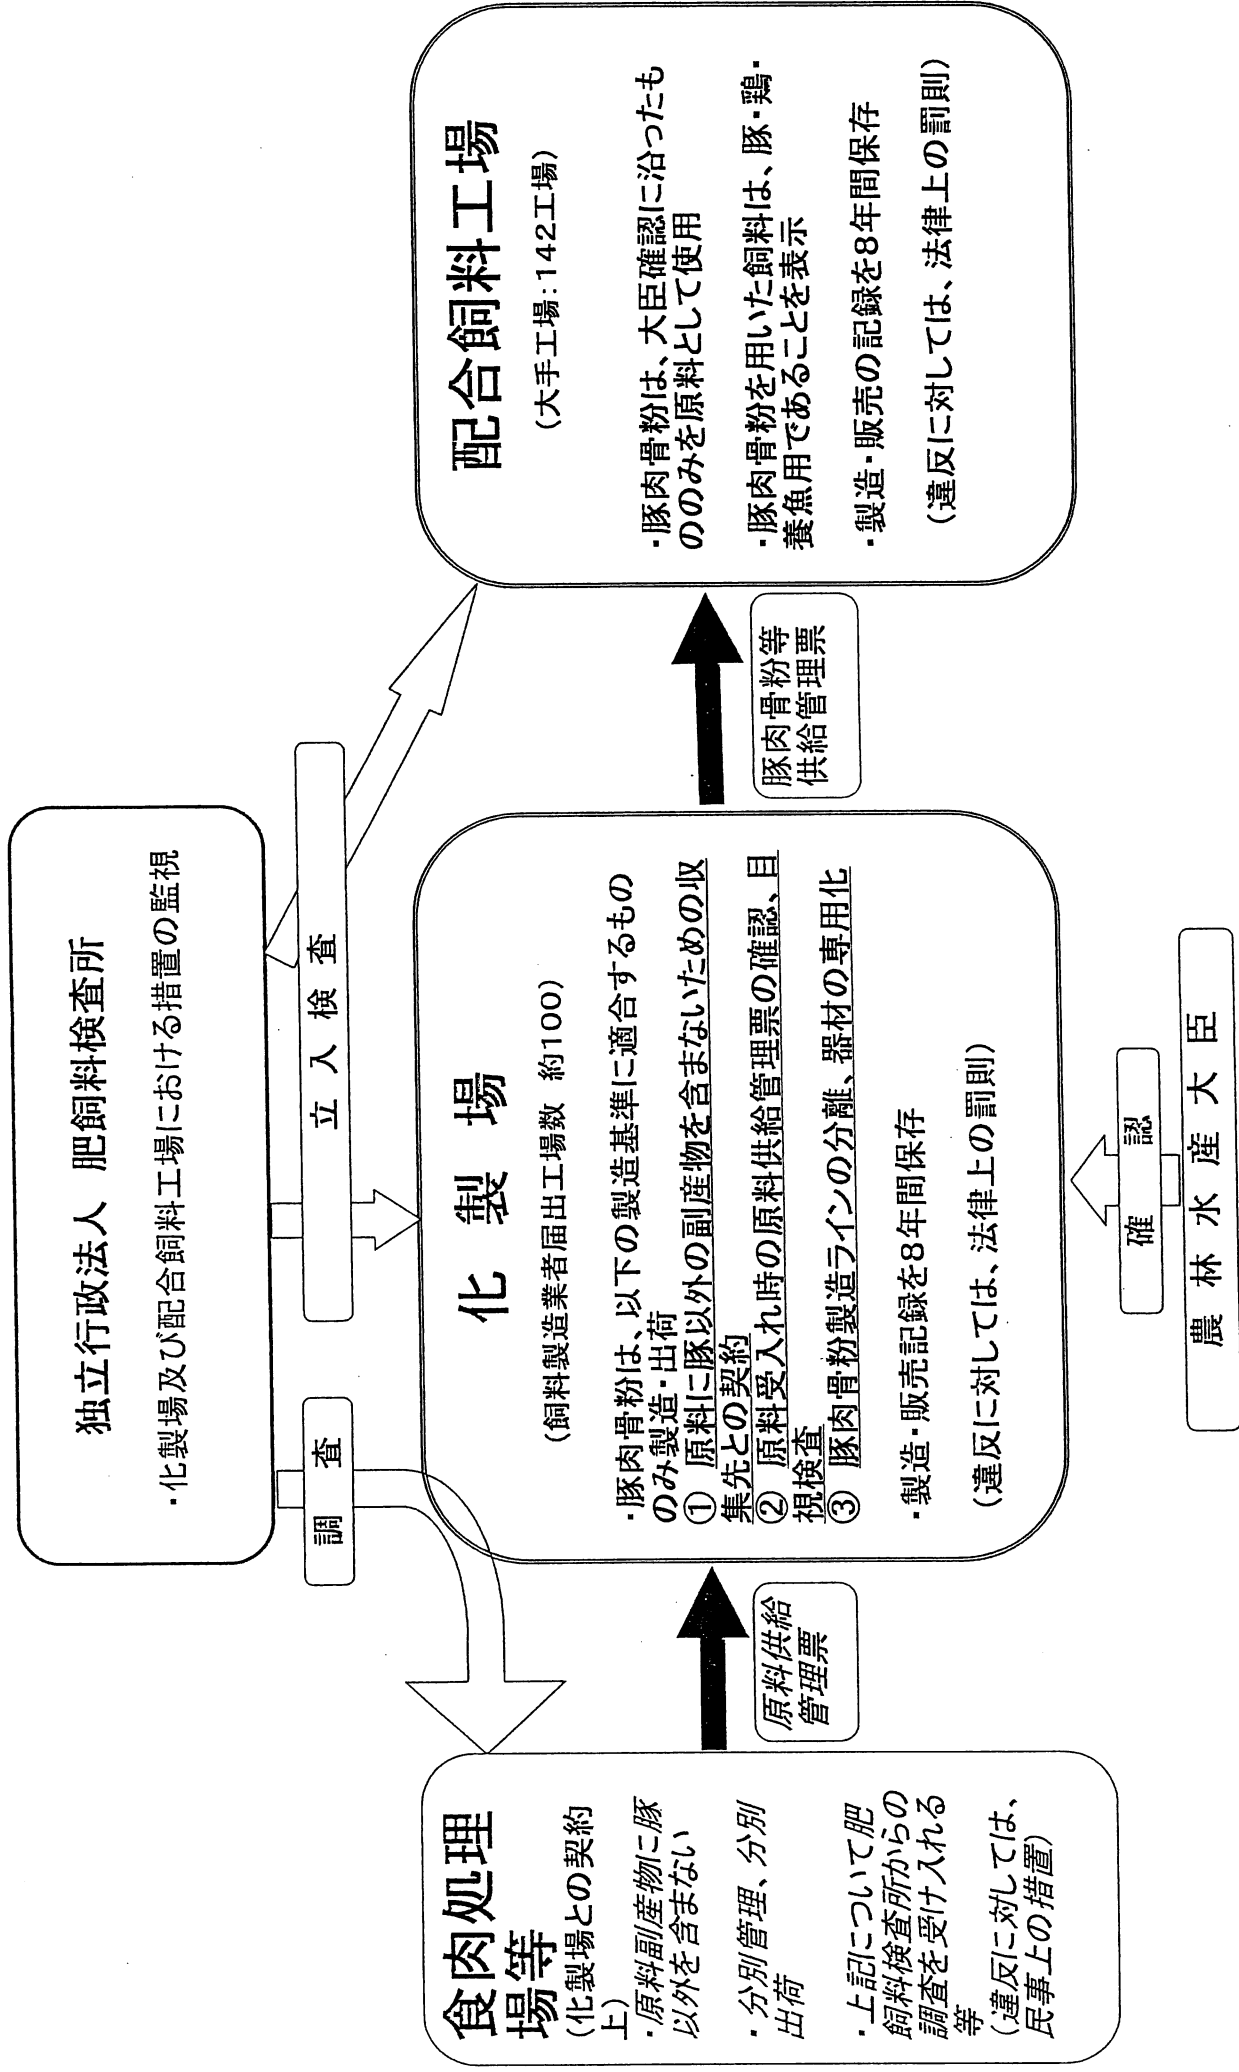 独立行政法人 肥飼料検査所
・化製場及び配合飼料工場における措置の監視
調 査
立 入 検 査
食肉処理
場等
(化製場との契約
上)
・原料副産物に豚
以外を含まない
・分別管理、分別
出荷
・上記について肥
飼料検査所からの
調査を受け入れる
等
(違反に対しては、
民事上の措置)
原料供給
管理票
化 製 場
(飼料製造業者届出工場数 約100)
・豚肉骨粉は、以下の製造基準に適合するもの
のみ製造・出荷
① 原料に豚以外の副産物を含まないための収
集先との契約
② 原料受入れ時の原料供給管理票の確認、目
視検査
③ 豚肉骨粉製造ラインの分離、器材の専用化
・製造・販売記録を8年間保存
(違反に対しては、法律上の罰則)
豚肉骨粉等
供給管理票
配合飼料工場
(大手工場:142工場)
・豚肉骨粉は、大臣確認に沿ったも
ののみを原料として使用
・豚肉骨粉を用いた飼料は、豚・鶏・
養魚用であることを表示
・製造・販売の記録を8年間保存
(違反に対しては、法律上の罰則)
確 認
農 林 水 産 大 臣